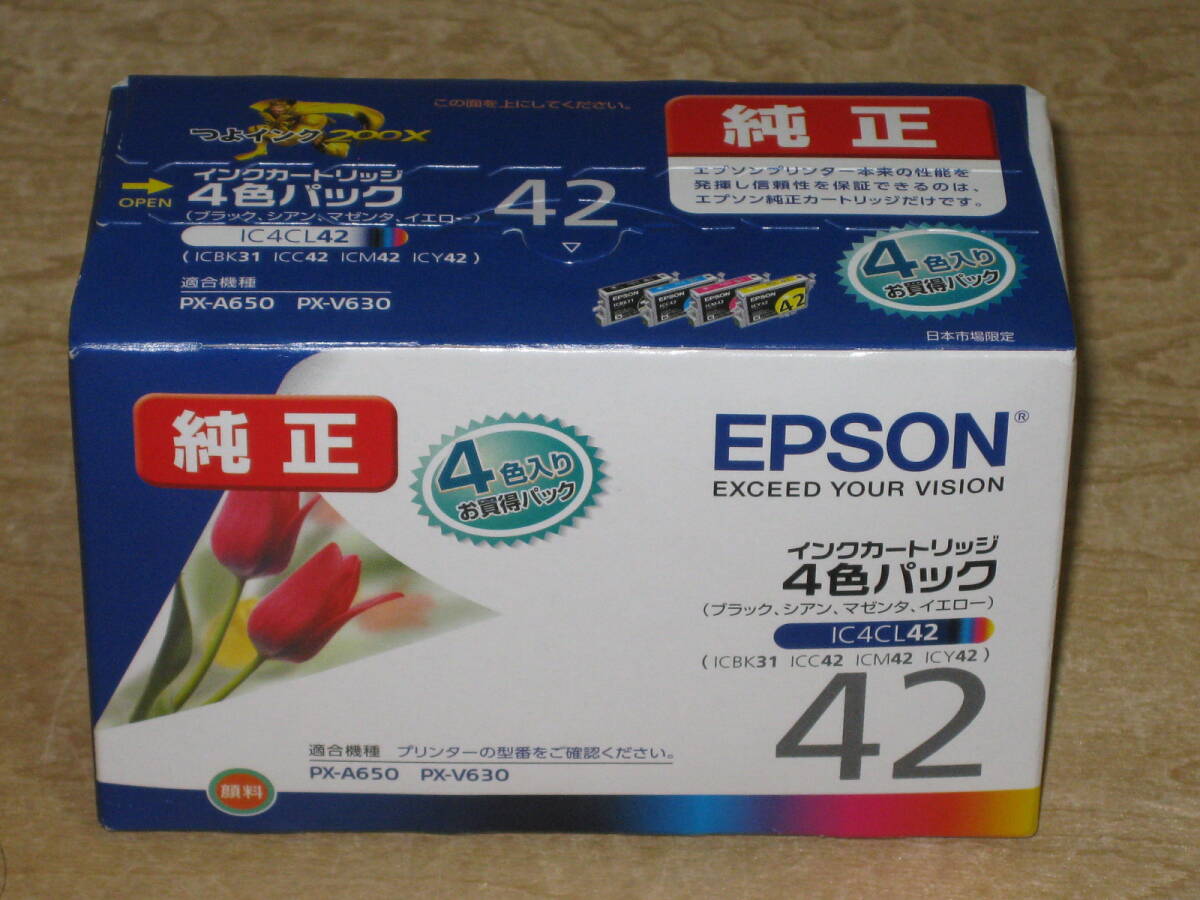 この面を上にしてください。
つよインク200X
純正
エプソンプリンター本来の性能を
発揮し信頼性を保証できるのは、
エプソン純正カートリッジだけです。
OPEN
インクカートリッジ
4色パック
42
(ブラック、シアン、マゼンタ、イエロー)
IC4CL42
(ICBK31 ICC42 ICM42 ICY42)
適合機種
PX-A650 PX-V630
EPSON
ICBK31
EPSON
ICC42
EPSON
ICM42
EPSON
ICY42
42
4色入り
お買得パック
日本市場限定
純正
4色入り
お買得パック
EPSON®
EXCEED YOUR VISION
インクカートリッジ
4色パック
(ブラック、シアン、マゼンタ、イエロー)
IC4CL42
(ICBK31 ICC42 ICM42 ICY42)
42
適合機種 プリンターの型番をご確認ください。
PX-A650 PX-V630
顔料